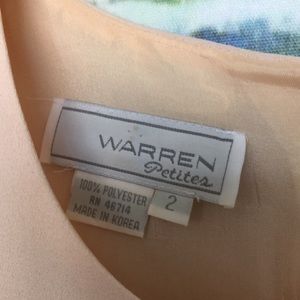 WARREN
Petites
100% POLYESTER
RN 46714
MADE IN KOREA
2